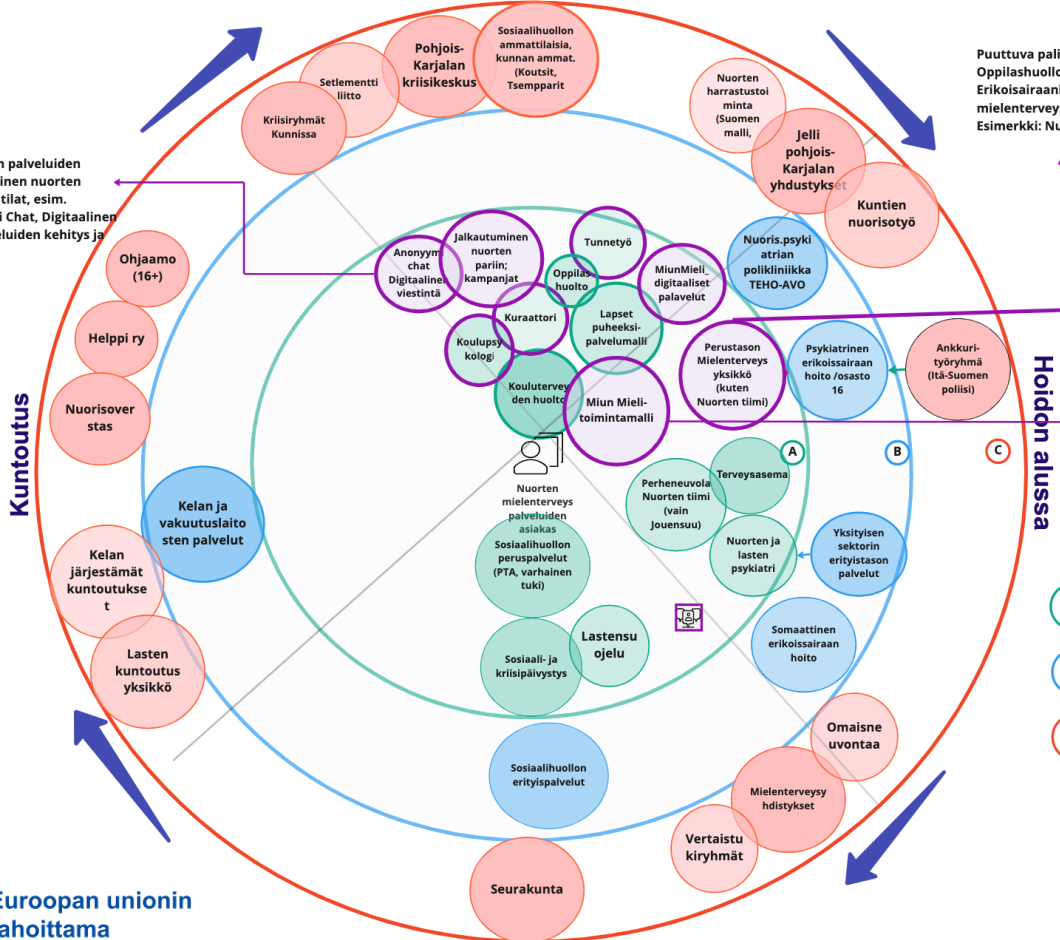 Sosiaalihuollon
ammattilaisia,
kunnan ammat.
(Koutsit,
Tsempparit
Pohjois-
Karjalan
kriisikeskus
Setlementti
liitto
Kriisiryhmät
Kunnissa
Nuorten
harrastustoi
minta
(Suomen
malli,
Jelli
pohjois-
Karjalan
yhdustykset
Kuntien
nuorisotyö
Puuttuva pali
Oppilashuollo
Erikoisairaanl
mielenterveys
Esimerkki: Nu
n palveluiden
inen nuorten
tilat, esim.
i Chat, Digitaalinen
eluiden kehitys ja
Ohjaamo
(16+)
Helppi ry
Nuorisover
stas
Kuntoutus
Anonyymi
chat
Digitaalinen
viestintä
Jalkautuminen
nuorten
pariin;
kampanjat
Tunnetyö
Oppilas
huolto
MiunMieli_
digitaaliset
palavelut
Nuoris.psyki
atrian
polikliniikka
TEHO-AVO
Kuraattori
Lapset
puheeksi-
palvelumalli
Koulupsy
kologi
Perustason
Mielenterveys
yksikkö
(kuten
Nuorten tiimi)
Psykiatrinen
erikoissairaan
hoito /osasto
16
Ankkuri-
työryhmä
(Itä-Suomen
poliisi)
Hoidon alussa
Koulutervey
den huolto
Miun Mieli-
toimintamalli
A
B
C
Nuorten
mielenterveys
palveluiden
asiakas
Perheneuvola
Nuorten tiimi
(vain
Jouensuu)
Terveysasema
Nuorten ja
lasten
psykiatri
Yksityisen
sektorin
erityistason
palvelut
Kelan ja
vakuutuslaito
sten palvelut
Kelan
järjestämät
kuntoutukse
t
Lasten
kuntoutus
yksikkö
Sosiaalihuollon
peruspalvelut
(PTA, varhainen
tuki)
Sosiaali- ja
kriisipäivystys
Lastensu
ojelu
Somaattinen
erikoissairaan
hoito
Omaisne
uvontaa
Sosiaalihuollon
erityispalvelut
Mielenterveysy
hdistykset
Vertaistu
kiryhmät
Seurakunta
Euroopan unionin
ahoittama